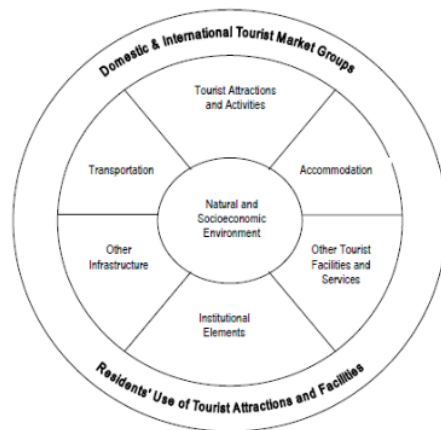 Domestic & International Tourist Market Groups
Tourist Attractions
and Activities
Transportation
Accommodation
Natural and
Socioeconomic
Environment
Other
Infrastructure
Other Tourist
Facilities and
Services
Institutional
Elements
Residents' Use of Tourist Attractions and Facilities